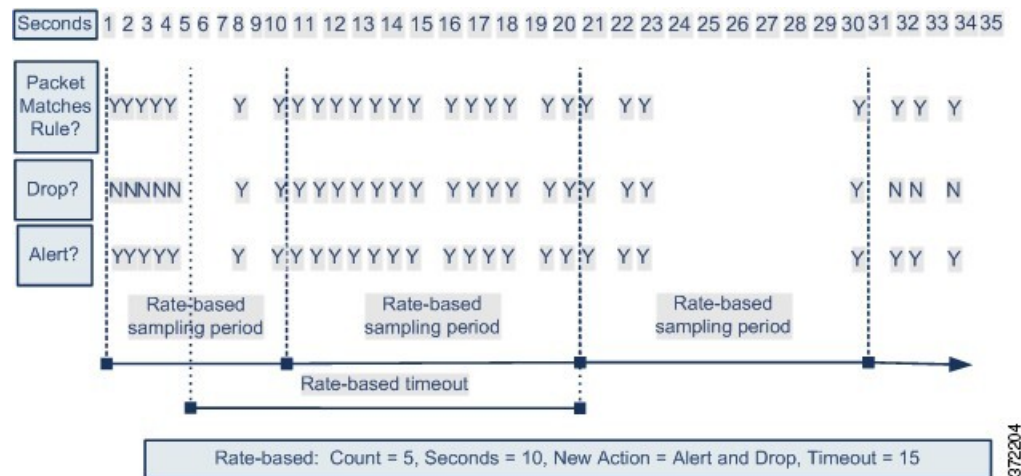 Seconds 1 2 3 4 5 6 7 8 9 10 11 12 13 14 15 16 17 18 19 20 21 22 23 24 25 26 27 28 29 30 31 32 33 34 35
Packet
Matches
Rule?
YYYYY Y Y Y Y Y Y Y Y Y Y Y Y Y Y Y Y Y Y Y Y Y Y
Drop?
NNNNN Y Y Y Y Y Y Y Y Y Y Y Y Y Y Y Y Y Y Y N N N
Alert?
YYYYY Y Y Y Y Y Y Y Y Y Y Y Y Y Y Y Y Y Y Y Y Y Y
Rate-based
sampling period
Rate-based
sampling period
Rate-based
sampling period
Rate-based timeout
Rate-based: Count = 5, Seconds = 10, New Action = Alert and Drop, Timeout = 15
372204